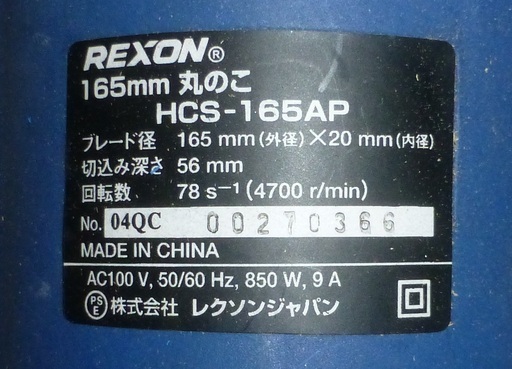 REXON®
165mm 丸のこ
HCS-165AP
ブレード径 165 mm (外径) ×20 mm (内径)
切込み深さ 56 mm
回転数 78 s⁻¹ (4700 r/min)
No. 04QC 00270366
MADE IN CHINA
AC100 V, 50/60 Hz, 850 W, 9 A
PSE 株式会社 レクソンジャパン